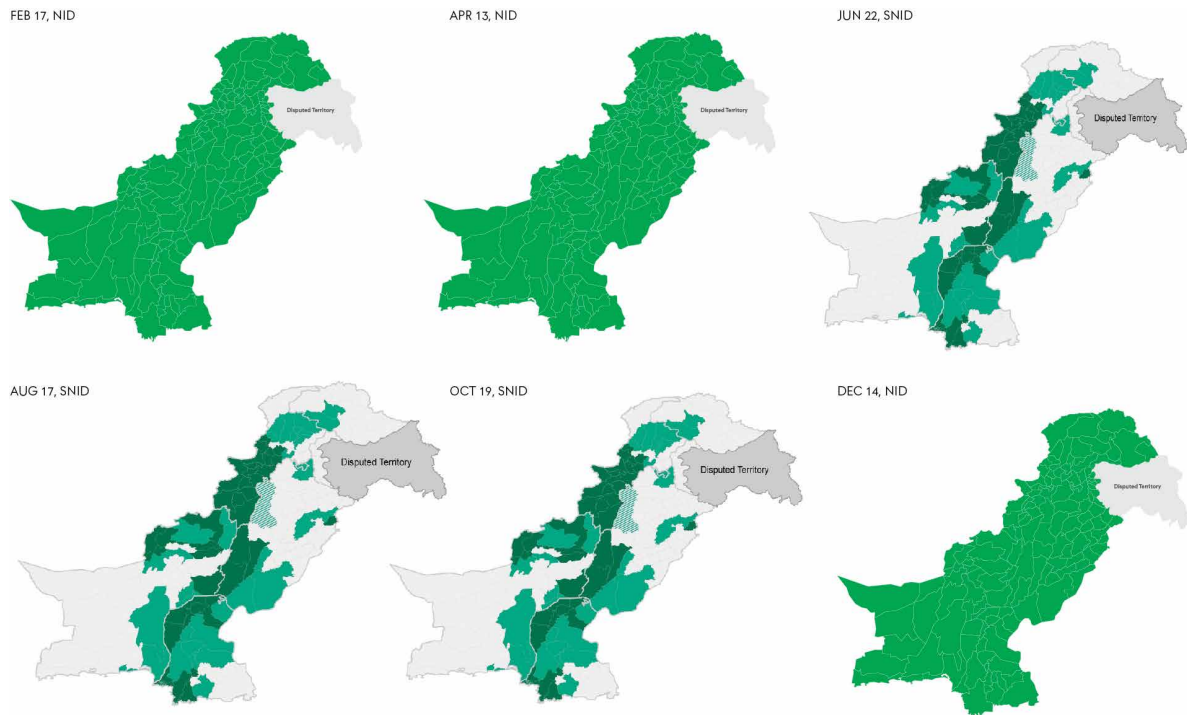 FEB 17, NID
APR 13, NID
JUN 22, SNID
Disputed Territory
Disputed Territory
Disputed Territory
AUG 17, SNID
OCT 19, SNID
DEC 14, NID
Disputed Territory
Disputed Territory
Disputed Territory